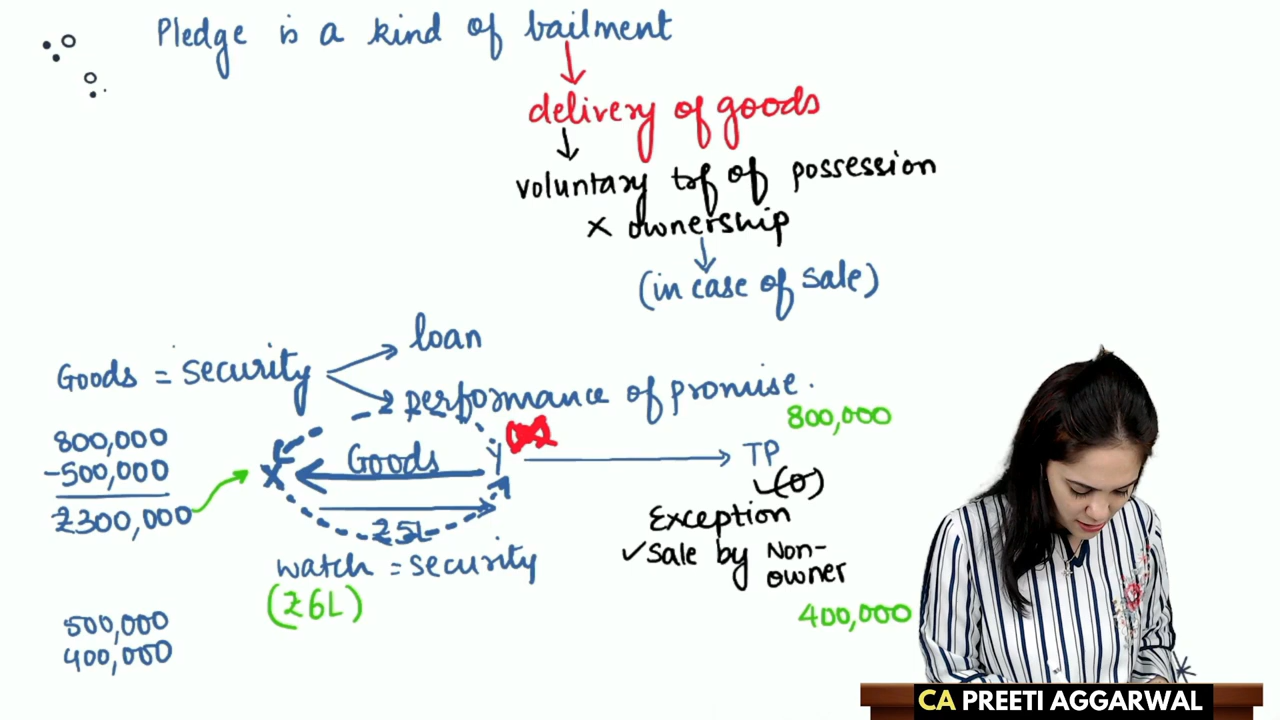 Pledge is a kind of bailment
delivery of goods
voluntary trf of possession
× ownership
(in case of sale)
Goods = security
loan
performance of promise.
800,000
-500,000
₹300,000
X
Goods
Y
₹5L
watch = security
(₹6L)
500,000
400,000
800,000
TP
(O)
Exception
✓Sale by Non-
owner
400,000
CA PREETI AGGARWAL